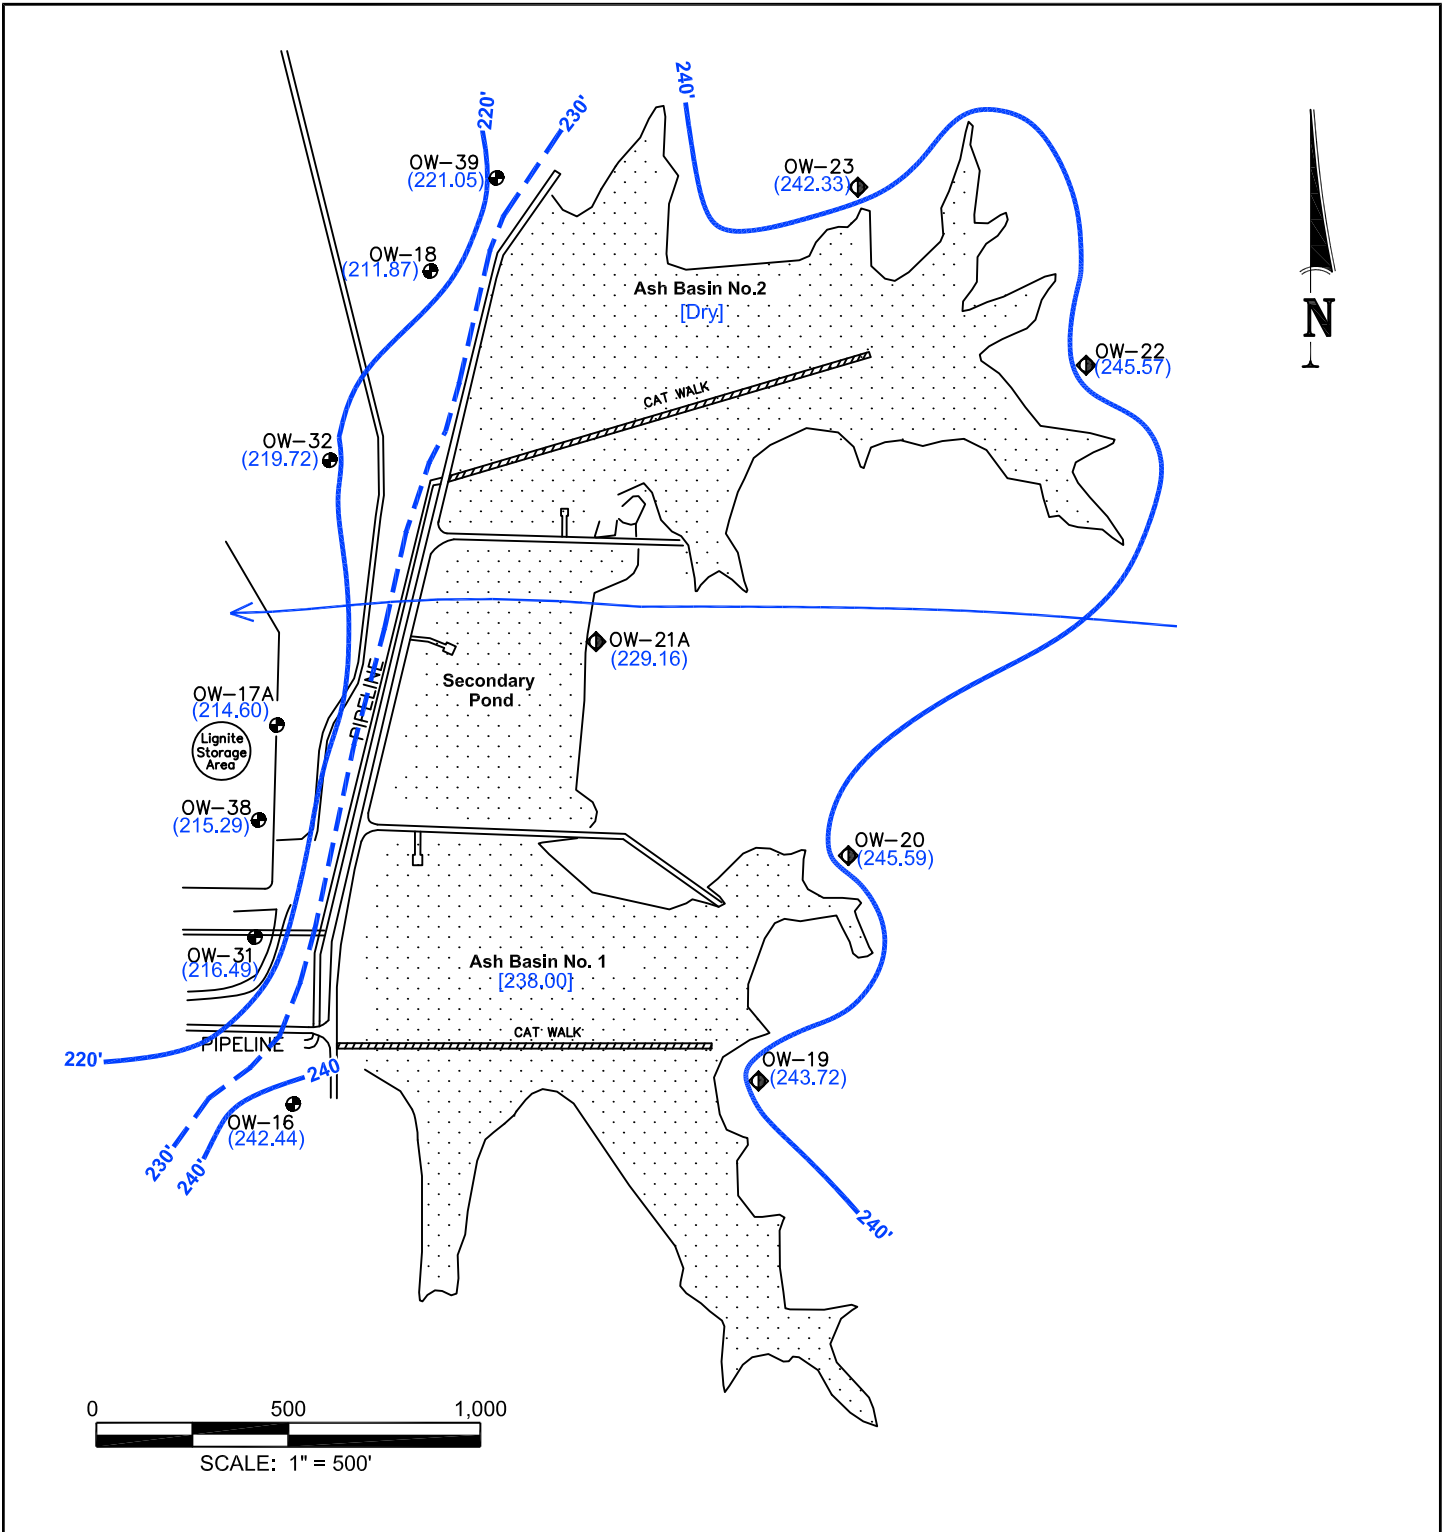 240'
220'
230'
OW-39
(221.05)
OW-23
(242.33)
OW-18
(211.87)
Ash Basin No.2
[Dry]
N
OW-22
(245.57)
CAT WALK
OW-32
(219.72)
OW-21A
(229.16)
Secondary
Pond
PIPELINE
OW-17A
(214.60)
Lignite
Storage
Area
OW-38
(215.29)
OW-20
(245.59)
OW-31
(216.49)
Ash Basin No. 1
[238.00]
CAT WALK
PIPELINE
220'
240
OW-19
(243.72)
OW-16
(242.44)
230'
240'
240'
0 500 1,000
SCALE: 1" = 500'